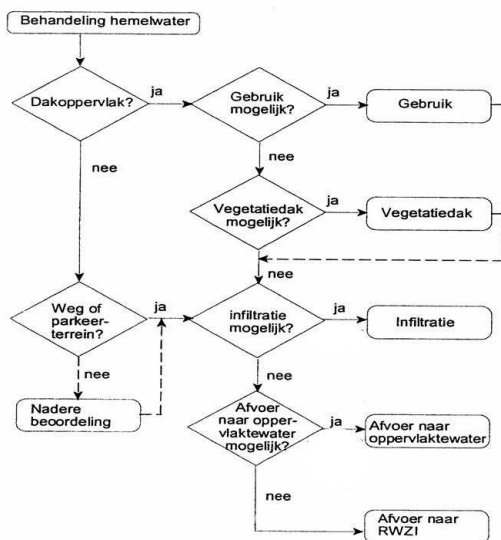 Behandeling hemelwater
Dakoppervlak?
ja
Gebruik
mogelijk?
ja
Gebruik
nee
nee
Vegetatiedak
mogelijk?
ja
Vegetatiedak
nee
Weg of
parkeer-
terrein?
ja
infiltratie
mogelijk?
ja
Infiltratie
nee
nee
Nadere
beoordeling
Afvoer
naar opper-
vlaktewater
mogelijk?
ja
Afvoer naar
oppervlaktewater
nee
Afvoer naar
RWZI